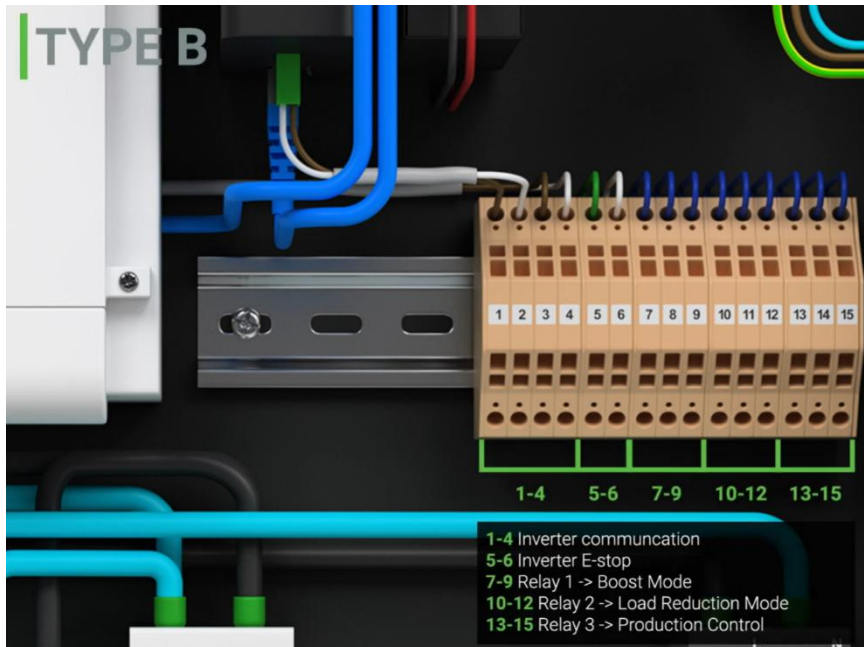 TYPE B
1 2 3 4 5 6 7 8 9 10 11 12 13 14 15
1-4 5-6 7-9 10-12 13-15
1-4 Inverter communcation
5-6 Inverter E-stop
7-9 Relay 1 -> Boost Mode
10-12 Relay 2 -> Load Reduction Mode
13-15 Relay 3 -> Production Control